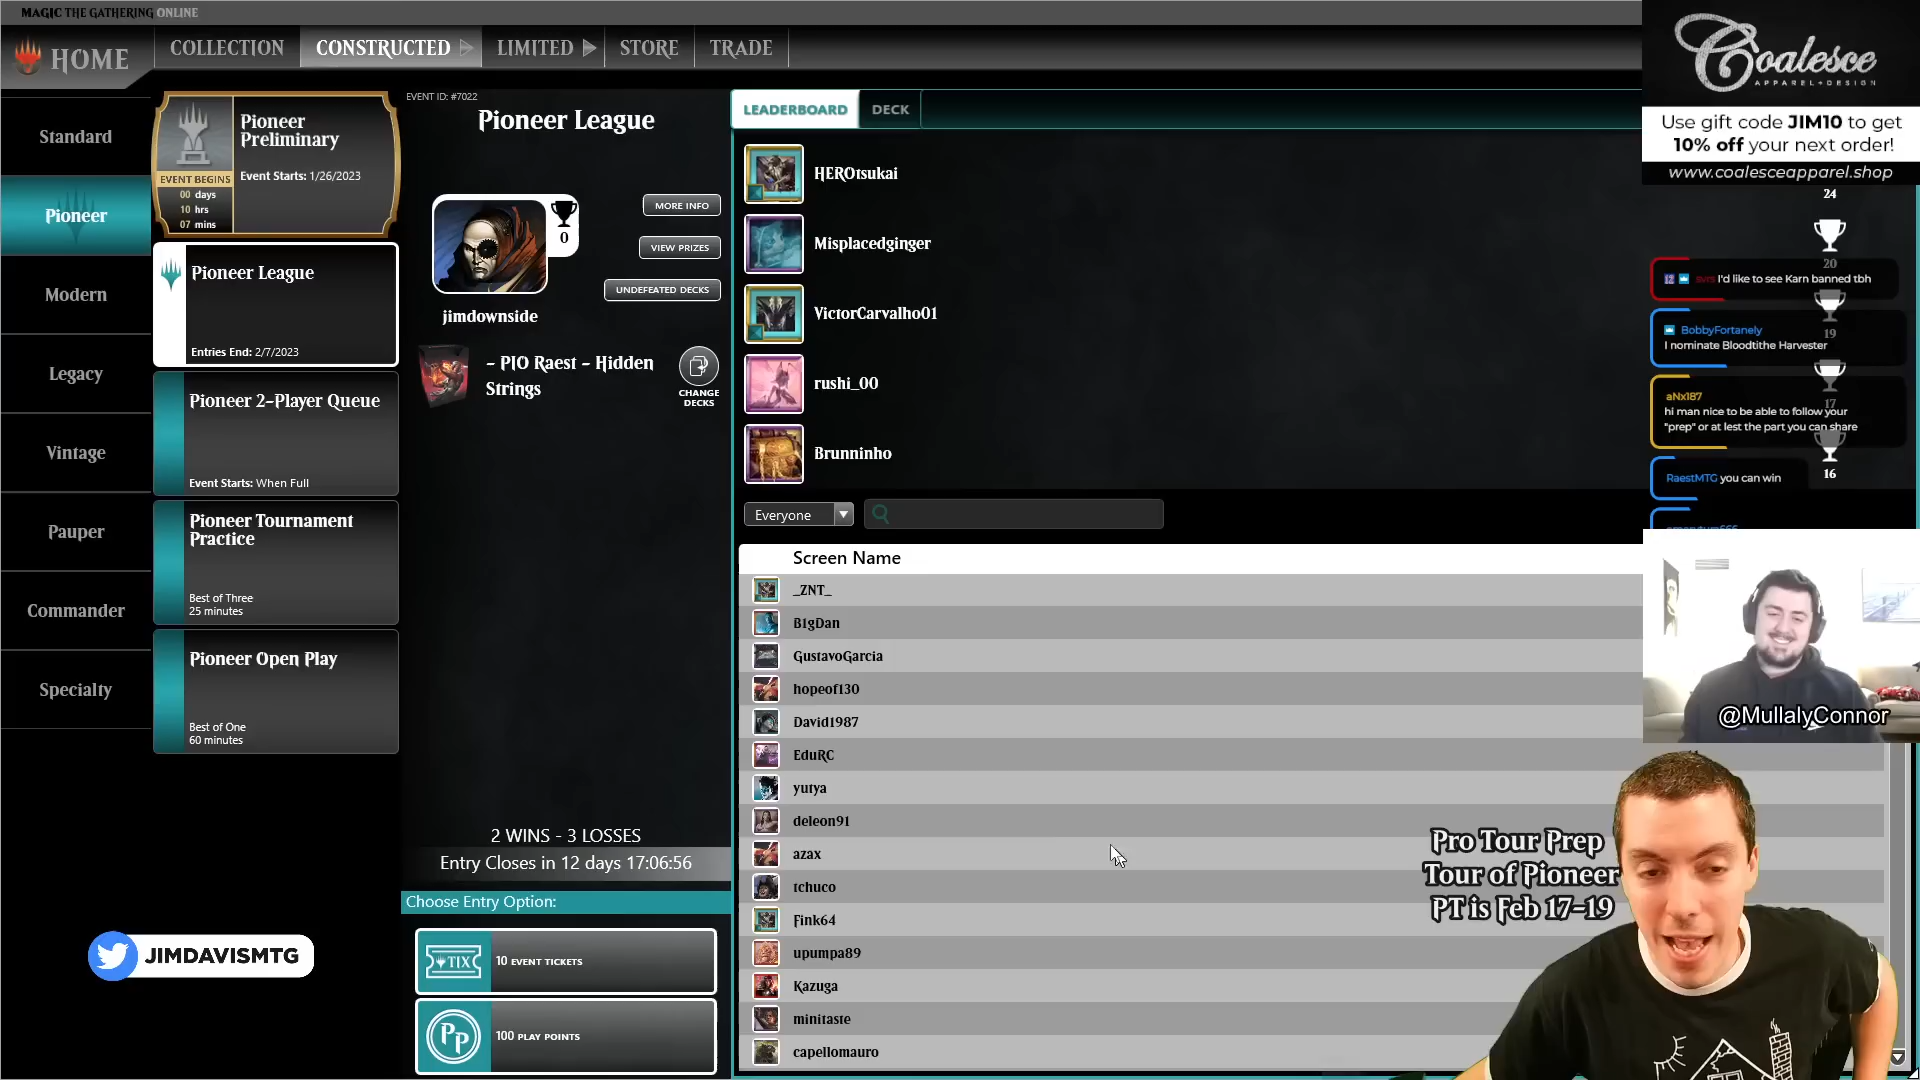 MAGIC THE GATHERING ONLINE
HOME
COLLECTION
CONSTRUCTED
LIMITED
STORE
TRADE
Standard
Pioneer
Modern
Legacy
Vintage
Pauper
Commander
Specialty
Pioneer
Preliminary
Event Starts: 1/26/2023
EVENT BEGINS
00 days
10 hrs
07 mins
Pioneer League
Entries End: 2/7/2023
Pioneer 2-Player Queue
Event Starts: When Full
Pioneer Tournament
Practice
Best of Three
25 minutes
Pioneer Open Play
Best of One
60 minutes
JIMDAVISMTG
EVENT ID: #7022
Pioneer League
0
MORE INFO
VIEW PRIZES
UNDEFEATED DECKS
jimdownside
- PIO Raest - Hidden
Strings
CHANGE
DECKS
2 WINS - 3 LOSSES
Entry Closes in 12 days 17:06:56
Choose Entry Option:
TIX
10 EVENT TICKETS
PP
100 PLAY POINTS
LEADERBOARD
DECK
HEROtsukai
Misplacedginger
VictorCarvalho01
rushi_00
Brunninho
24
20
19
17
16
Everyone
Screen Name
_ZNT_
B1gDan
GustavoGarcia
hopeof130
David1987
EduRC
yutya
deleon91
azax
tchuco
Fink64
upumpa89
Kazuga
minitaste
capellomauro
Coalesce
APPAREL+DESIGN
Use gift code JIM10 to get
10% off your next order!
www.coalesceapparel.shop
I'd like to see Karn banned tbh
BobbyFortanely
I nominate Bloodtithe Harvester
aNx187
hi man nice to be able to follow your
"prep" or at lest the part you can share
RaestMTG you can win
@MullalyConnor
Pro Tour Prep
Tour of Pioneer
PT is Feb 17-19